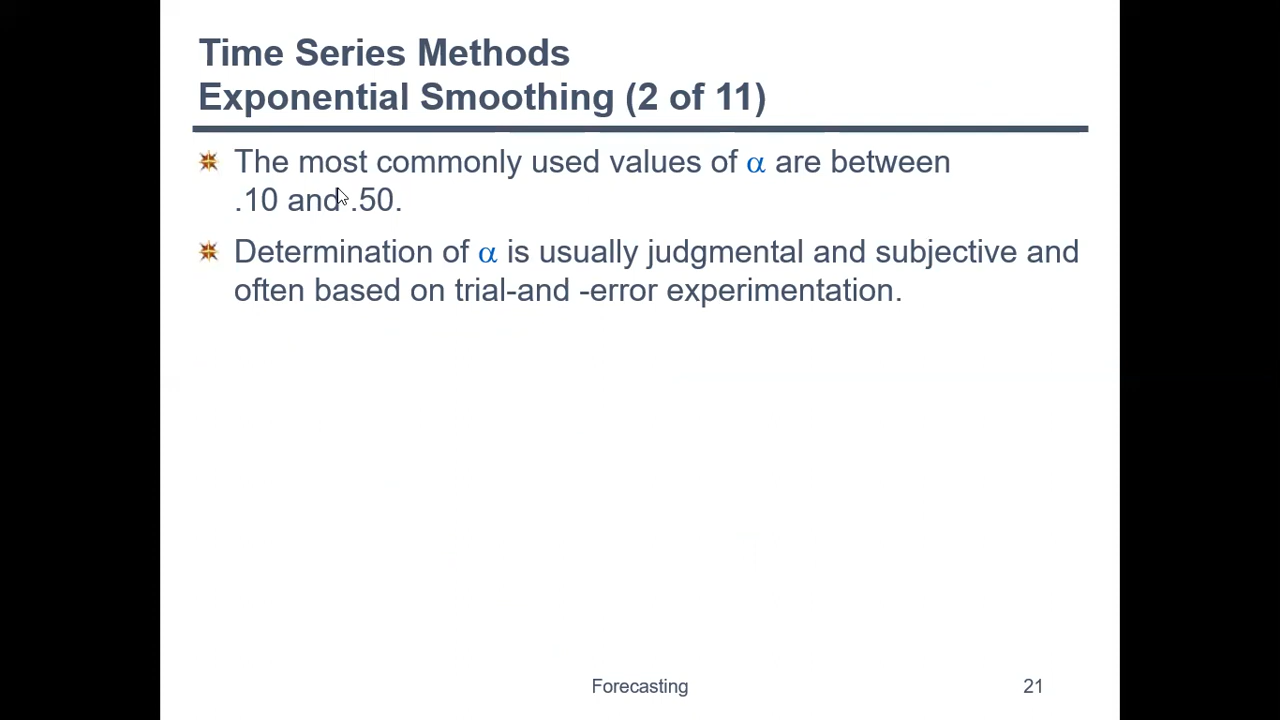 Time Series Methods
Exponential Smoothing (2 of 11)
The most commonly used values of α are between
.10 and .50.
Determination of α is usually judgmental and subjective and
often based on trial-and -error experimentation.
Forecasting
21